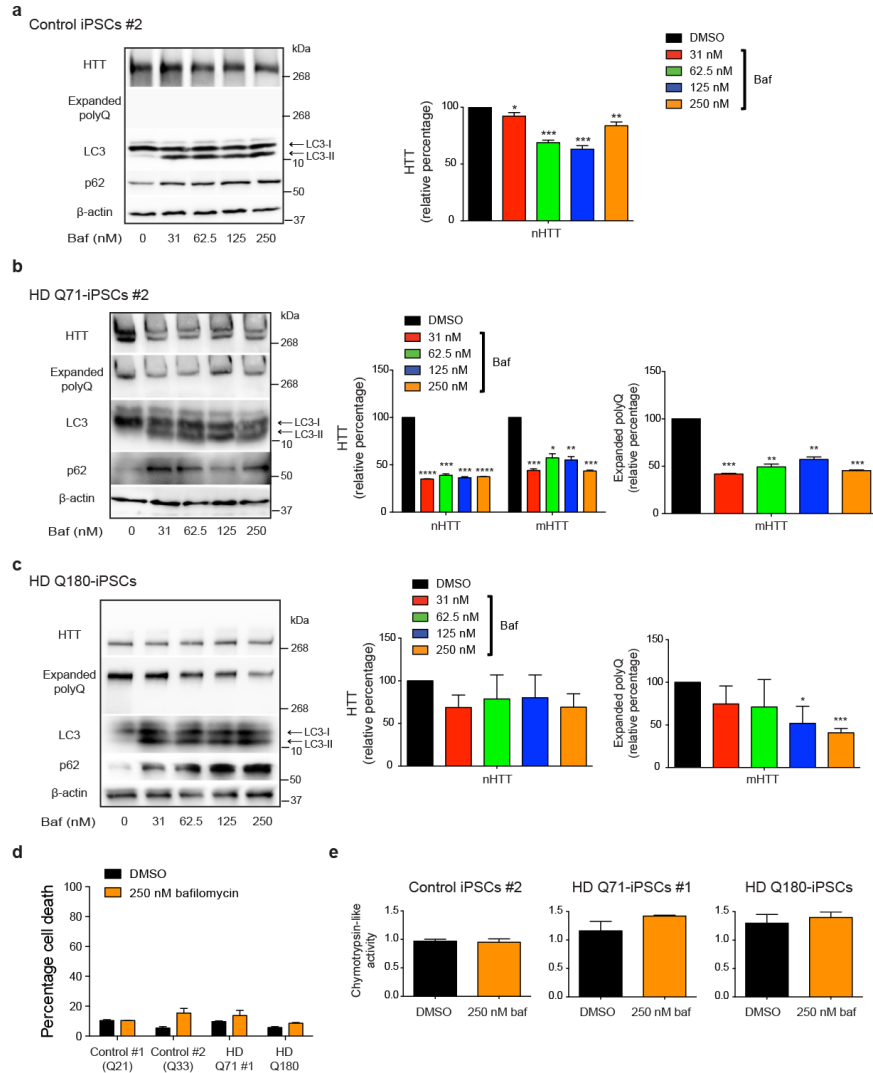 a
Control iPSCs #2
kDa
HTT
268
Expanded
polyQ
268
LC3
←LC3-I
←LC3-II
10
p62
50
β-actin
37
Baf (nM) 0 31 62.5 125 250
DMSO
31 nM
62.5 nM
125 nM
250 nM
Baf
HTT
(relative percentage)
100
50
0
* *** *** **
nHTT
b
HD Q71-iPSCs #2
kDa
HTT
268
Expanded
polyQ
268
LC3
←LC3-I
←LC3-II
10
p62
50
β-actin
37
Baf (nM) 0 31 62.5 125 250
DMSO
31 nM
62.5 nM
125 nM
250 nM
Baf
HTT
(relative percentage)
150
100
50
0
**** *** *** **** *** * ** ***
nHTT mHTT
Expanded polyQ
(relative percentage)
150
100
50
0
*** ** ** ***
mHTT
c
HD Q180-iPSCs
kDa
HTT
268
Expanded
polyQ
268
LC3
←LC3-I
←LC3-II
10
p62
50
β-actin
37
Baf (nM) 0 31 62.5 125 250
DMSO
31 nM
62.5 nM
125 nM
250 nM
Baf
HTT
(relative percentage)
150
100
50
0
nHTT
Expanded polyQ
(relative percentage)
150
100
50
0
* ***
mHTT
d
DMSO
250 nM bafilomycin
Percentage cell death
100
80
60
40
20
0
Control #1 Control #2 HD HD
(Q21) (Q33) Q71 #1 Q180
e
Control iPSCs #2 HD Q71-iPSCs #1 HD Q180-iPSCs
Chymotrypsin-like
activity
1.5 1.5 1.5
1.0 1.0 1.0
0.5 0.5 0.5
0.0 0.0 0.0
DMSO 250 nM baf DMSO 250 nM baf DMSO 250 nM baf